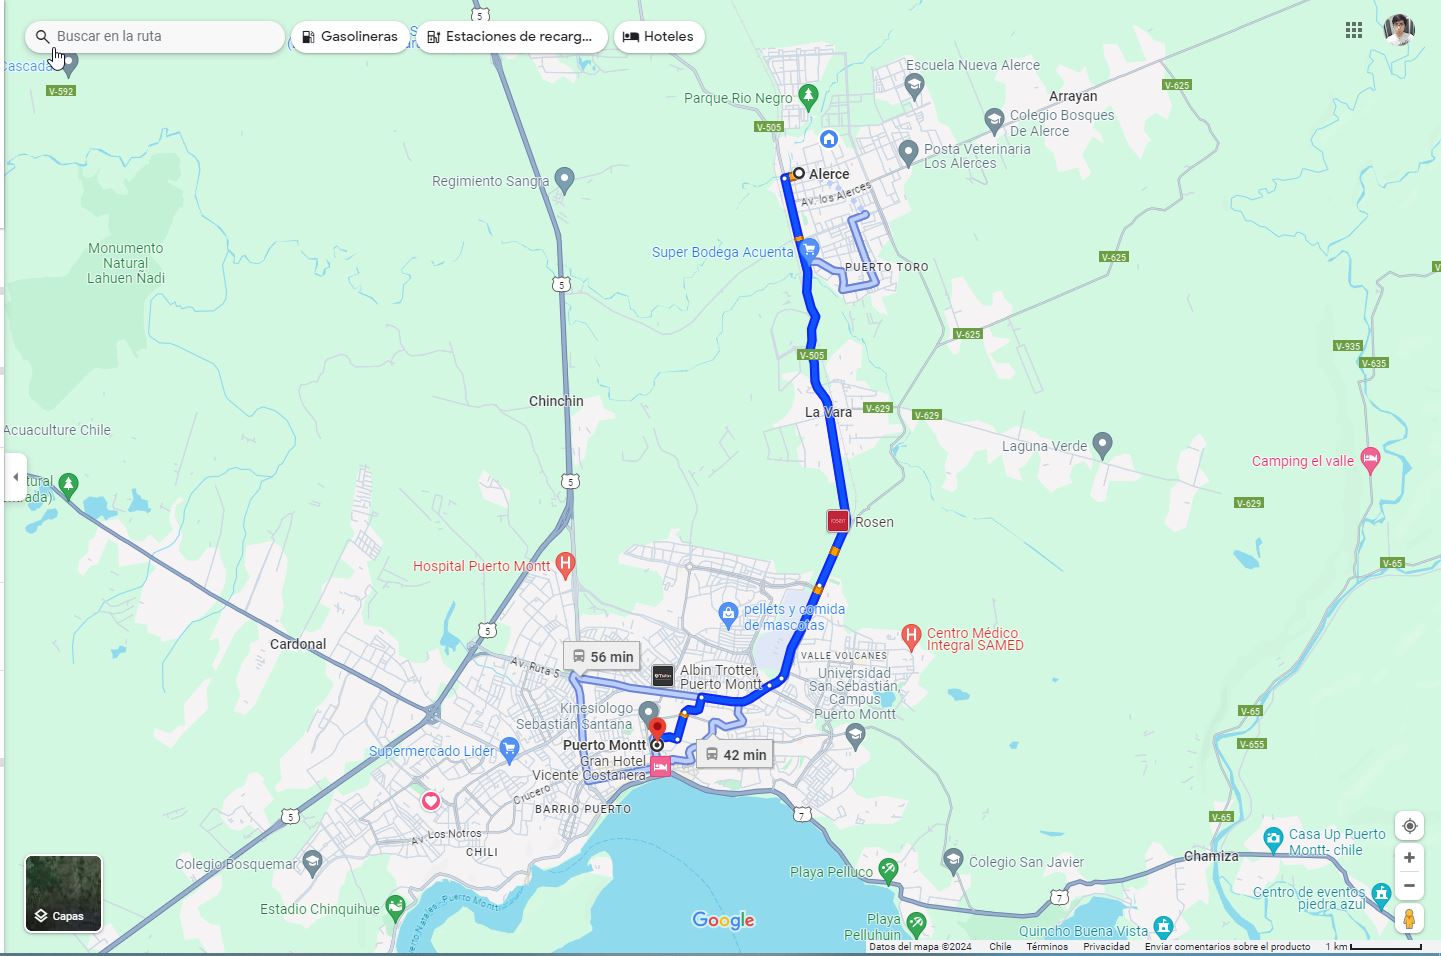 Buscar en la ruta
Gasolineras
Estaciones de recarg...
Hoteles
5
Cascada
V-592
Escuela Nueva Alerce
V-625
Arrayan
Parque Rio Negro
Colegio Bosques
De Alerce
V-505
Posta Veterinaria
Los Alerces
Regimiento Sangra
Alerce
Av. los Alerces
Monumento
Natural
Lahuen Ñadi
Super Bodega Acuenta
PUERTO TORO
V-625
5
V-625
V-935
V-635
V-505
Chinchin
La Vara
V-629
V-629
Acuaculture Chile
Laguna Verde
Camping el valle
5
V-629
Rosen
Hospital Puerto Montt
V-65
pellets y comida
de mascotas
5
Centro Médico
Integral SAMED
Cardonal
56 min
Av. Ruta 5
VALLE VOLCANES
Albin Trotter,
Puerto Montt
Universidad
San Sebastián,
Campus
Puerto Montt
Kinesiologo
Sebastián Santana
V-65
V-655
Supermercado Lider
Puerto Montt
42 min
Gran Hotel
Vicente Costanera
Crucero
BARRIO PUERTO
5
7
V-65
Av. Los Notros
CHILI
Casa Up Puerto
Montt- chile
Colegio Bosquemar
Colegio San Javier
Chamiza
Playa Pelluco
Capas
Estadio Chinquihue
7
Centro de eventos
piedra azul
Google
Playa
Pelluhuin
Quincho Buena Vista
Datos del mapa ©2024
Chile
Términos
Privacidad
Enviar comentarios sobre el producto
1 km